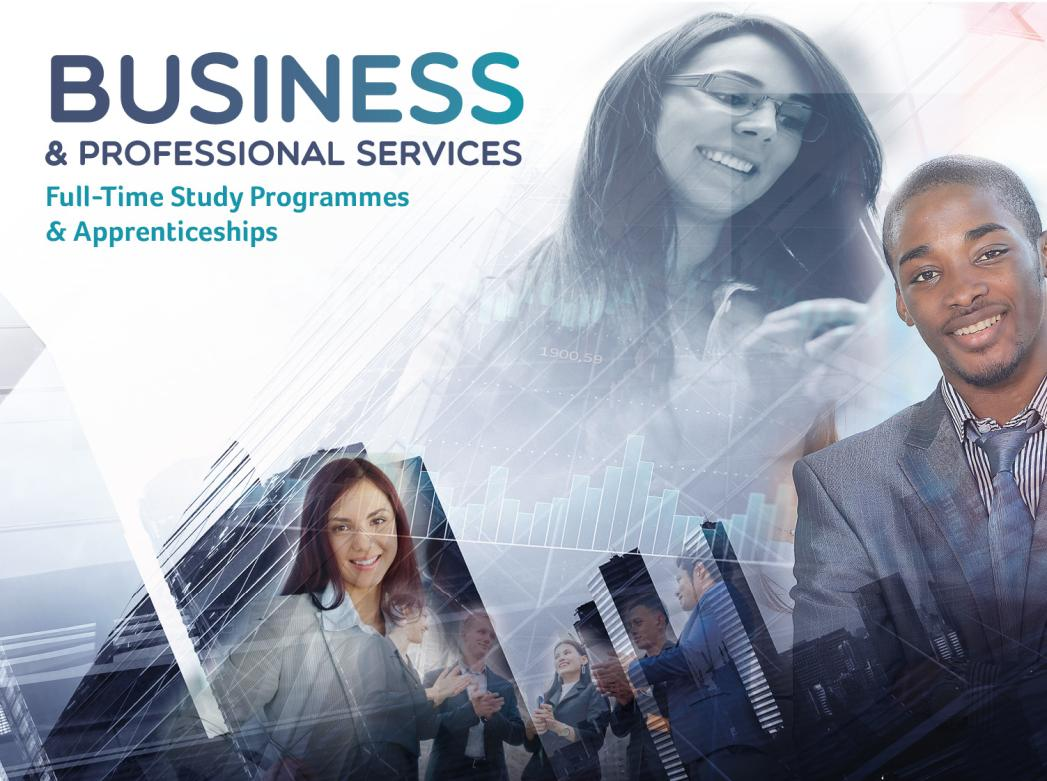 BUSINESS
& PROFESSIONAL SERVICES
Full-Time Study Programmes
& Apprenticeships
1900,59